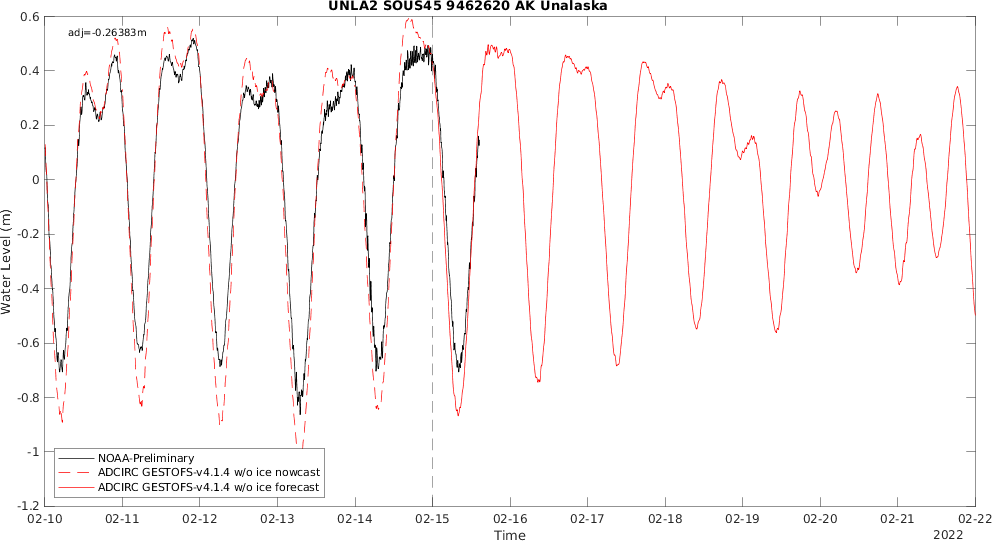 UNLA2 SOUS45 9462620 AK Unalaska
adj=-0.26383m
Water Level (m)
0.6
0.4
0.2
0
-0.2
-0.4
-0.6
-0.8
-1
-1.2
NOAA-Preliminary
ADCIRC GESTOFS-v4.1.4 w/o ice nowcast
ADCIRC GESTOFS-v4.1.4 w/o ice forecast
02-10 02-11 02-12 02-13 02-14 02-15 02-16 02-17 02-18 02-19 02-20 02-21 02-22
Time
2022